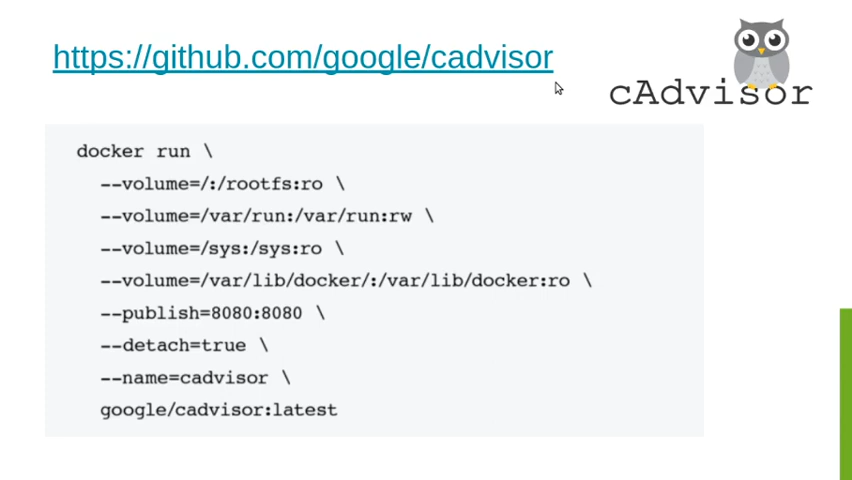 https://github.com/google/cadvisor
cAdvisor
docker run \
--volume=/:/rootfs:ro \
--volume=/var/run:/var/run:rw \
--volume=/sys:/sys:ro \
--volume=/var/lib/docker/:/var/lib/docker:ro \
--publish=8080:8080 \
--detach=true \
--name=cadvisor \
google/cadvisor:latest